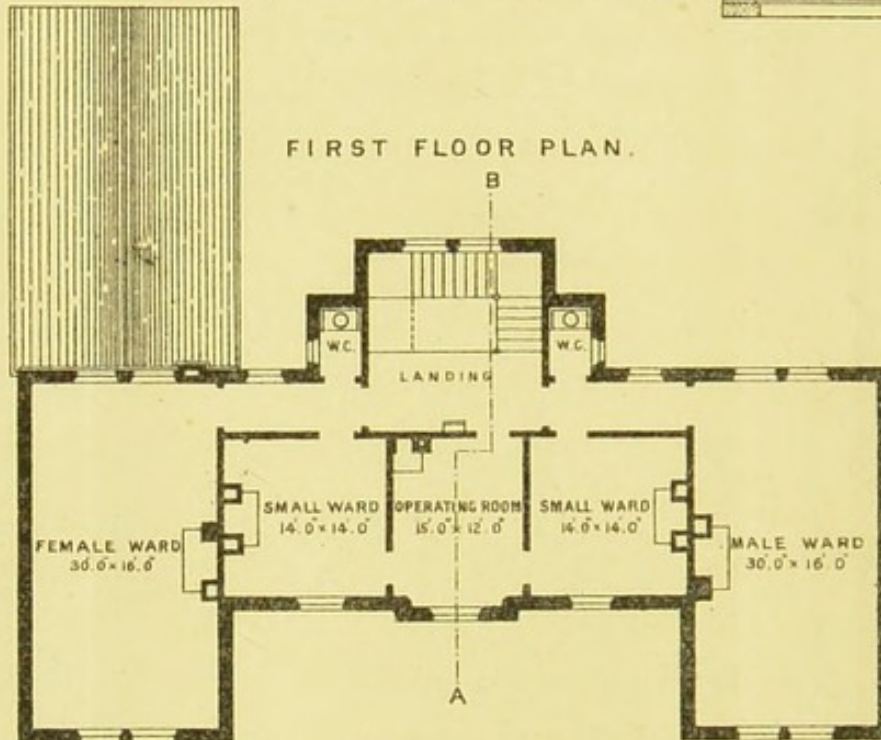 FIRST FLOOR PLAN.
B
W.C.
W.C.
LANDING
SMALL WARD
14'.0" × 14'.0"
OPERATING ROOM
15'.0" × 12'.0"
SMALL WARD
14'.0" × 14'.0"
FEMALE WARD
30'.0" × 16'.0"
MALE WARD
30'.0" × 16'.0"
A